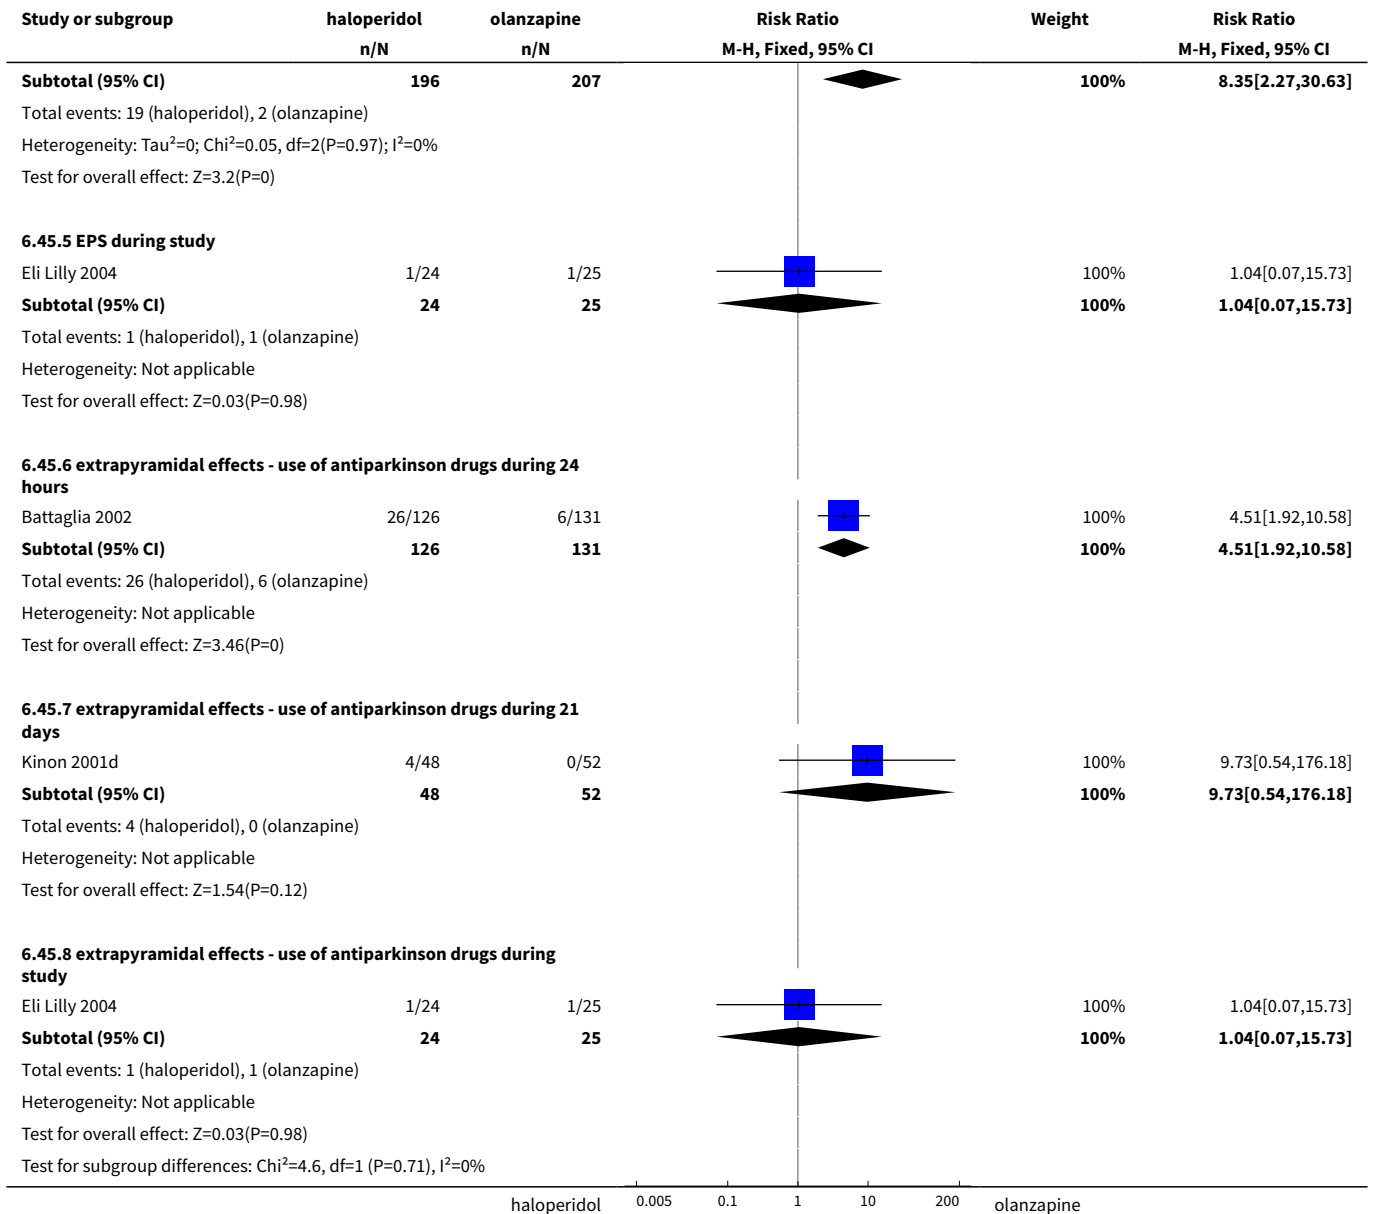 Study or subgroup haloperidol olanzapine Risk Ratio Weight Risk Ratio
n/N n/N M-H, Fixed, 95% CI M-H, Fixed, 95% CI
Subtotal (95% CI) 196 207 100% 8.35[2.27,30.63]
Total events: 19 (haloperidol), 2 (olanzapine)
Heterogeneity: Tau²=0; Chi²=0.05, df=2(P=0.97); I²=0%
Test for overall effect: Z=3.2(P=0)
6.45.5 EPS during study
Eli Lilly 2004 1/24 1/25 100% 1.04[0.07,15.73]
Subtotal (95% CI) 24 25 100% 1.04[0.07,15.73]
Total events: 1 (haloperidol), 1 (olanzapine)
Heterogeneity: Not applicable
Test for overall effect: Z=0.03(P=0.98)
6.45.6 extrapyramidal effects - use of antiparkinson drugs during 24
hours
Battaglia 2002 26/126 6/131 100% 4.51[1.92,10.58]
Subtotal (95% CI) 126 131 100% 4.51[1.92,10.58]
Total events: 26 (haloperidol), 6 (olanzapine)
Heterogeneity: Not applicable
Test for overall effect: Z=3.46(P=0)
6.45.7 extrapyramidal effects - use of antiparkinson drugs during 21
days
Kinon 2001d 4/48 0/52 100% 9.73[0.54,176.18]
Subtotal (95% CI) 48 52 100% 9.73[0.54,176.18]
Total events: 4 (haloperidol), 0 (olanzapine)
Heterogeneity: Not applicable
Test for overall effect: Z=1.54(P=0.12)
6.45.8 extrapyramidal effects - use of antiparkinson drugs during
study
Eli Lilly 2004 1/24 1/25 100% 1.04[0.07,15.73]
Subtotal (95% CI) 24 25 100% 1.04[0.07,15.73]
Total events: 1 (haloperidol), 1 (olanzapine)
Heterogeneity: Not applicable
Test for overall effect: Z=0.03(P=0.98)
Test for subgroup differences: Chi²=4.6, df=1 (P=0.71), I²=0%
haloperidol 0.005 0.1 1 10 200 olanzapine